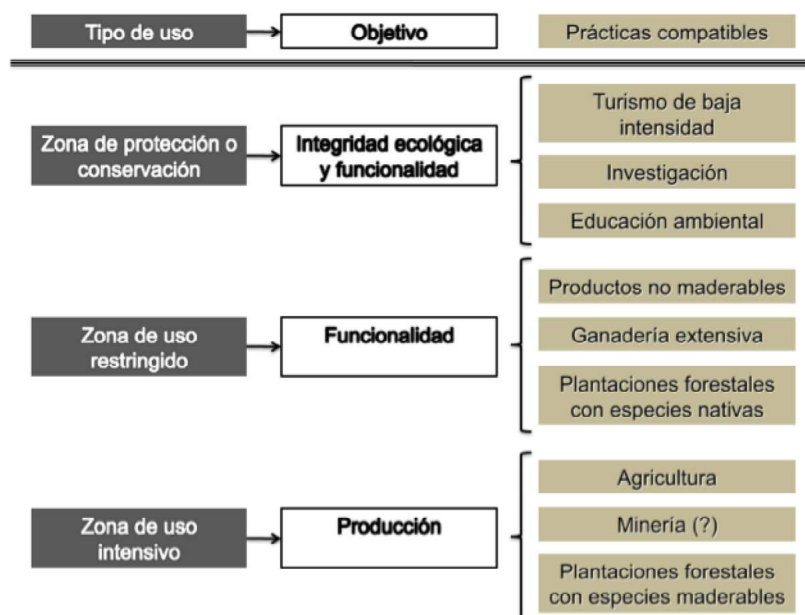 Tipo de uso
Objetivo
Prácticas compatibles
Zona de protección o
conservación
Integridad ecológica
y funcionalidad
Turismo de baja
intensidad
Investigación
Educación ambiental
Zona de uso
restringido
Funcionalidad
Productos no maderables
Ganadería extensiva
Plantaciones forestales
con especies nativas
Zona de uso
intensivo
Producción
Agricultura
Minería (?)
Plantaciones forestales
con especies maderables